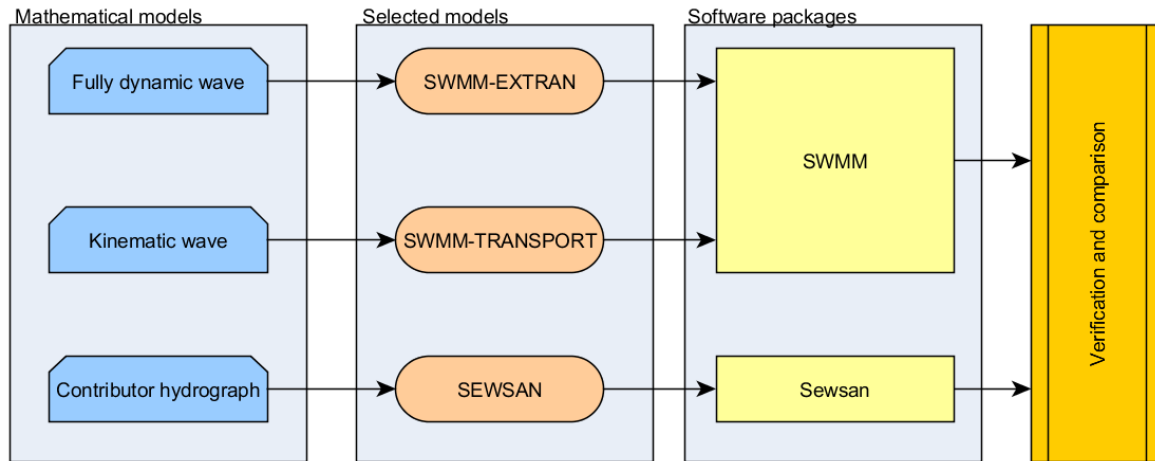 Mathematical models
Selected models
Software packages
Fully dynamic wave
SWMM-EXTRAN
SWMM
Kinematic wave
SWMM-TRANSPORT
Contributor hydrograph
SEWSAN
Sewsan
Verification and comparison